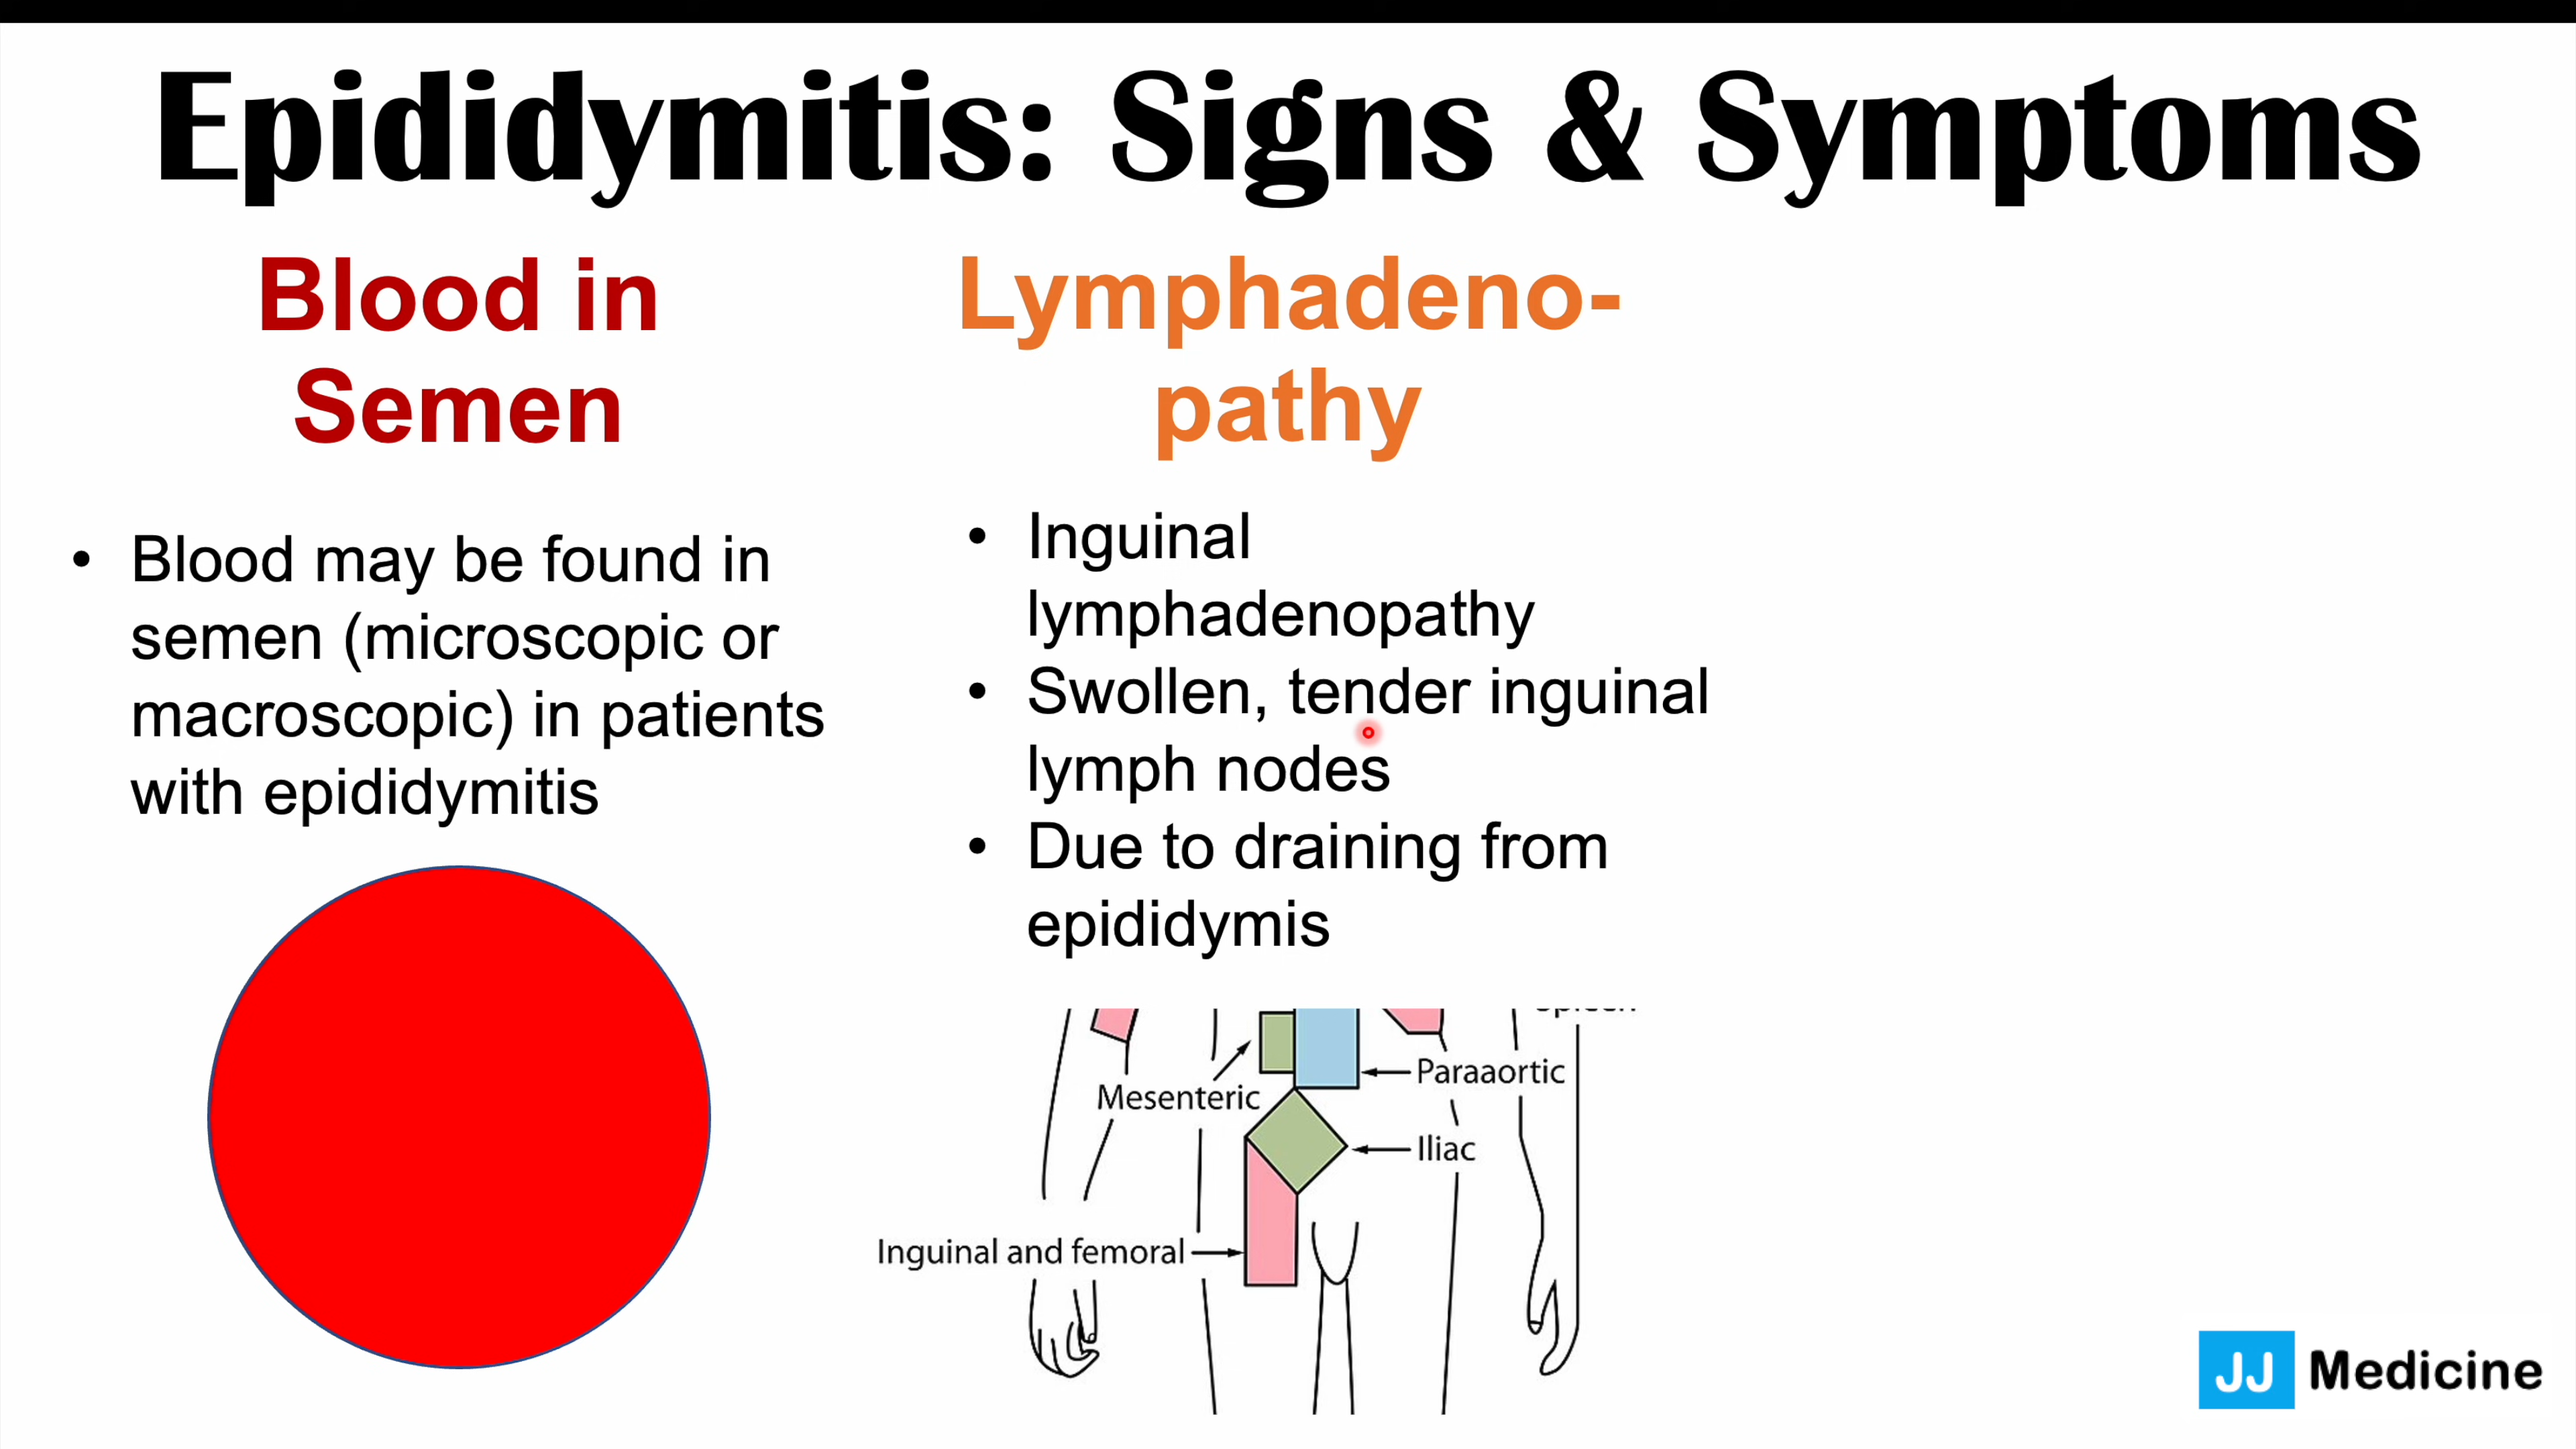 Epididymitis: Signs & Symptoms
Blood in
Semen
• Blood may be found in
semen (microscopic or
macroscopic) in patients
with epididymitis
Lymphadeno-
pathy
• Inguinal
lymphadenopathy
• Swollen, tender inguinal
lymph nodes
• Due to draining from
epididymis
Paraaortic
Mesenteric
Iliac
Inguinal and femoral
JJ Medicine